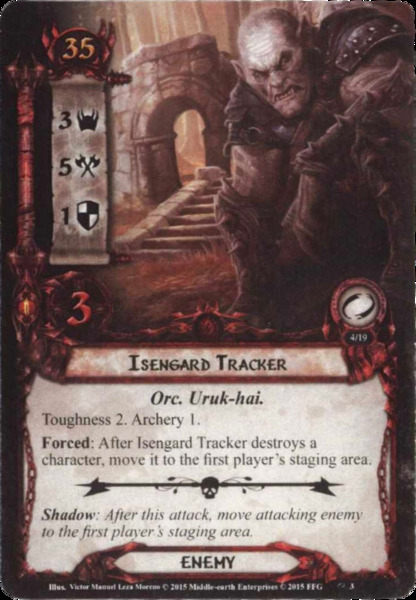 35
3
5
1
3
4/19
Isengard Tracker
Orc. Uruk-hai.
Toughness 2. Archery 1.
Forced: After Isengard Tracker destroys a
character, move it to the first player's staging area.
Shadow: After this attack, move attacking enemy
to the first player's staging area.
ENEMY
Illus. Victor Manuel Leza Moreno © 2015 Middle-earth Enterprises © 2015 FFG 3